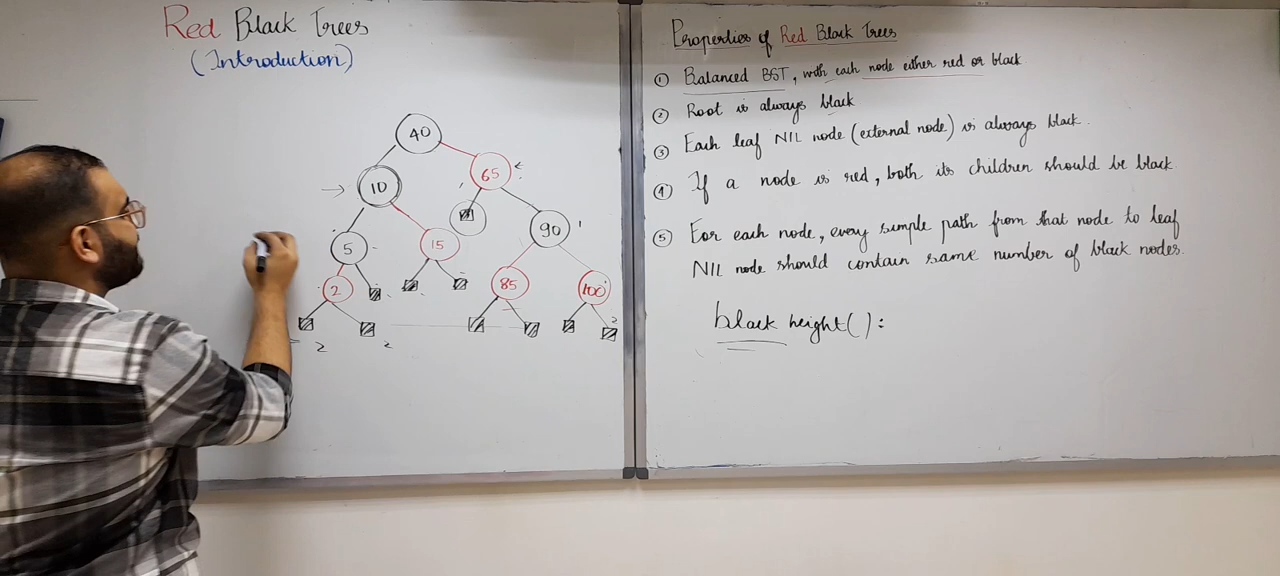 Red Black Trees
(Introduction)
40
10
65
5
15
90
2
85
100
2
2
2
Properties of Red Black Trees
① Balanced BST, with each node either red or black
② Root is always black
③ Each leaf NIL node (external node) is always black.
④ If a node is red, both its children should be black
⑤ For each node, every simple path from that node to leaf
NIL node should contain same number of black nodes.
black height( ):